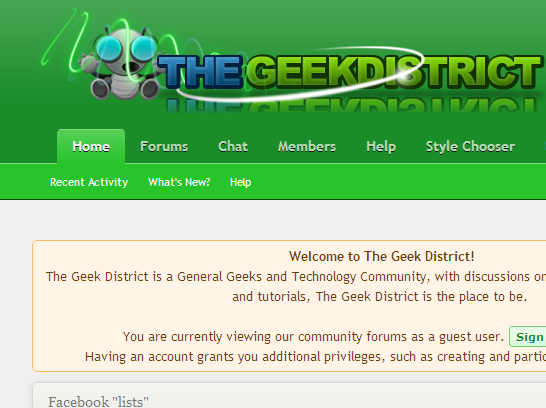 THE GEEKDISTRICT
Home Forums Chat Members Help Style Chooser
Recent Activity What's New? Help
Welcome to The Geek District!
The Geek District is a General Geeks and Technology Community, with discussions on
and tutorials, The Geek District is the place to be.
You are currently viewing our community forums as a guest user. Sign
Having an account grants you additional privileges, such as creating and partic
Facebook "lists"